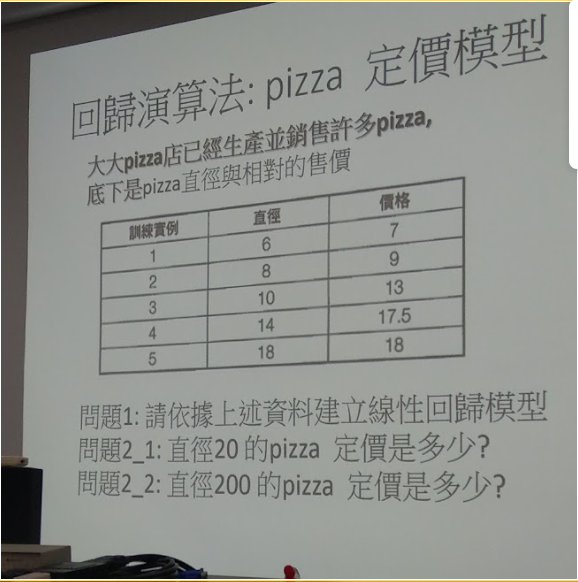 回歸演算法: pizza 定價模型
大大pizza店已經生產並銷售許多pizza,
底下是pizza直徑與相對的售價
訓練實例 直徑 價格
1 6 7
2 8 9
3 10 13
4 14 17.5
5 18 18
問題1: 請依據上述資料建立線性回歸模型
問題2_1: 直徑20 的pizza 定價是多少?
問題2_2: 直徑200 的pizza 定價是多少?